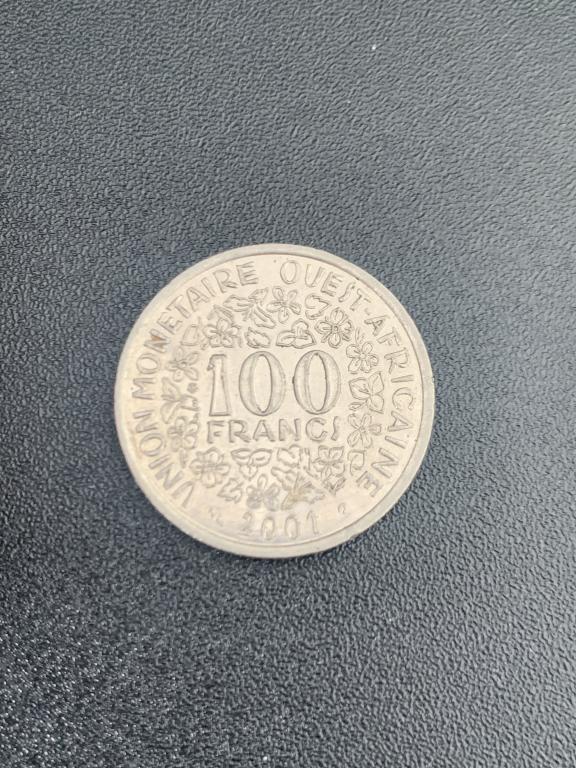 UNION MONETAIRE OUEST-AFRICAINE
100
FRANCS
2001